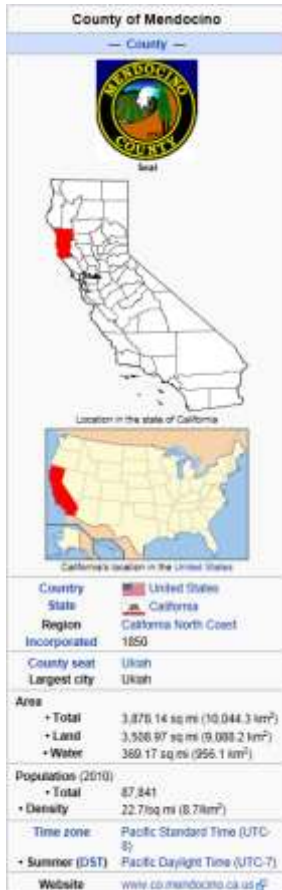 County of Mendocino
— County —
MENDOCINO
COUNTY
Seal
Location in the state of California
California's location in the United States
Country United States
State California
Region California North Coast
Incorporated 1850
County seat Ukiah
Largest city Ukiah
Area
• Total 3,878.14 sq mi (10,044.3 km²)
• Land 3,508.97 sq mi (9,088.2 km²)
• Water 369.17 sq mi (956.1 km²)
Population (2010)
• Total 87,841
• Density 22.7/sq mi (8.7/km²)
Time zone Pacific Standard Time (UTC-
8)
• Summer (DST) Pacific Daylight Time (UTC-7)
Website www.co.mendocino.ca.us